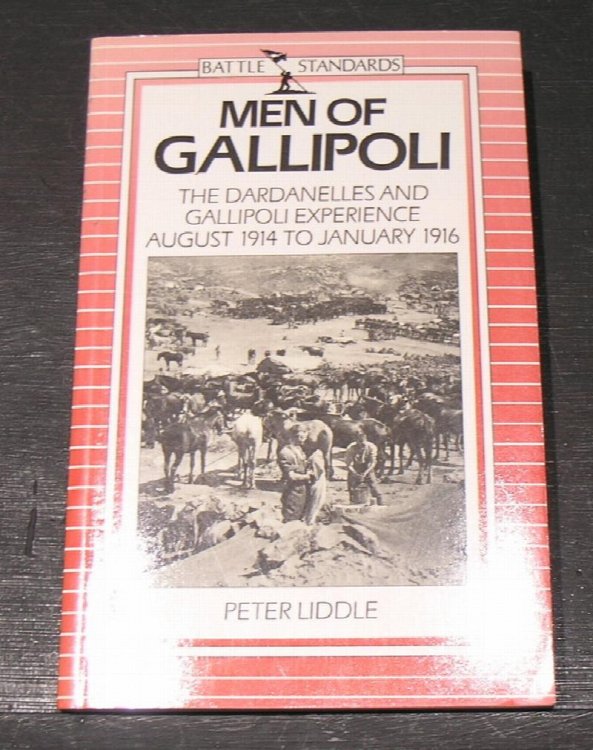 BATTLE STANDARDS
MEN OF
GALLIPOLI
THE DARDANELLES AND
GALLIPOLI EXPERIENCE
AUGUST 1914 TO JANUARY 1916
PETER LIDDLE